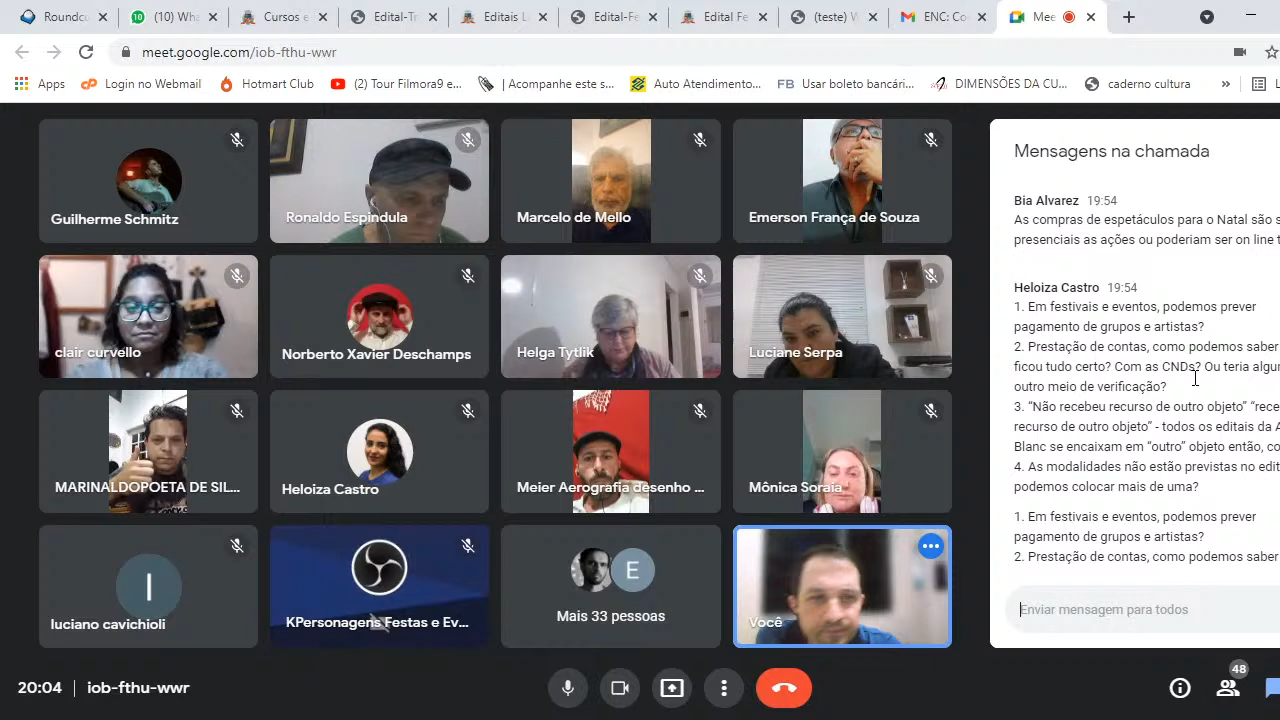 Roundcu
(10) Wha
Cursos e
Edital-Tr
Editais L
Edital-Fe
Edital Fe
(teste) W
ENC: Co
Mee
meet.google.com/iob-fthu-wwr
Apps
Login no Webmail
Hotmart Club
(2) Tour Filmora9 e...
| Acompanhe este s...
Auto Atendimento...
FB Usar boleto bancári...
DIMENSÕES DA CU...
caderno cultura
»
Guilherme Schmitz
Ronaldo Espindula
Marcelo de Mello
Emerson França de Souza
clair curvello
Norberto Xavier Deschamps
Helga Tytlik
Luciane Serpa
MARINALDOPOETA DE SIL...
Heloiza Castro
Meier Aerografia desenho ...
Mônica Soraia
luciano cavichioli
KPersonagens Festas e Ev...
E
Mais 33 pessoas
Você
Mensagens na chamada
Bia Alvarez 19:54
As compras de espetáculos para o Natal são s
presenciais as ações ou poderiam ser on line t
Heloiza Castro 19:54
1. Em festivais e eventos, podemos prever
pagamento de grupos e artistas?
2. Prestação de contas, como podemos saber
ficou tudo certo? Com as CNDs? Ou teria algu
outro meio de verificação?
3. “Não recebeu recurso de outro objeto” “rece
recurso de outro objeto” - todos os editais da A
Blanc se encaixam em “outro” objeto então, co
4. As modalidades não estão previstas no edit
podemos colocar mais de uma?
1. Em festivais e eventos, podemos prever
pagamento de grupos e artistas?
2. Prestação de contas, como podemos saber
Enviar mensagem para todos
20:04 | iob-fthu-wwr
48